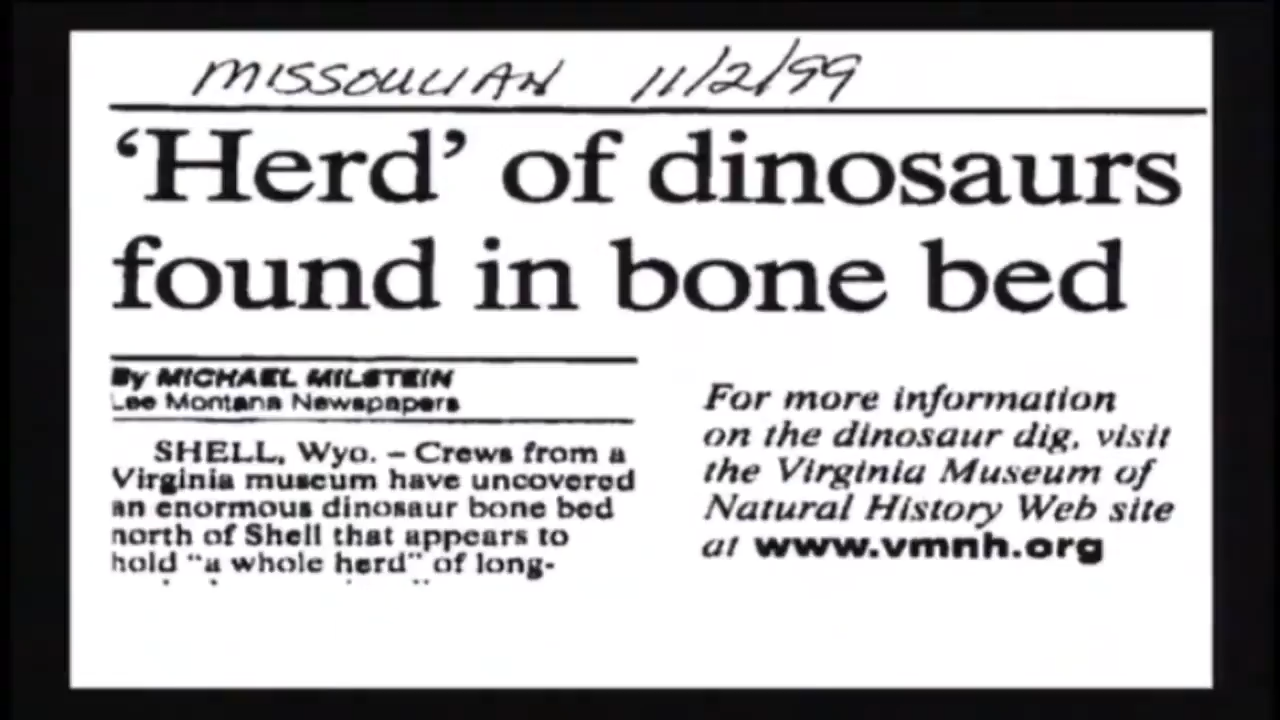 MISSOULIAN 11/2/99
‘Herd’ of dinosaurs
found in bone bed
By MICHAEL MILSTEIN
Lee Montana Newspapers
SHELL, Wyo. – Crews from a
Virginia museum have uncovered
an enormous dinosaur bone bed
north of Shell that appears to
hold "a whole herd" of long-
For more information
on the dinosaur dig, visit
the Virginia Museum of
Natural History Web site
at www.vmnh.org